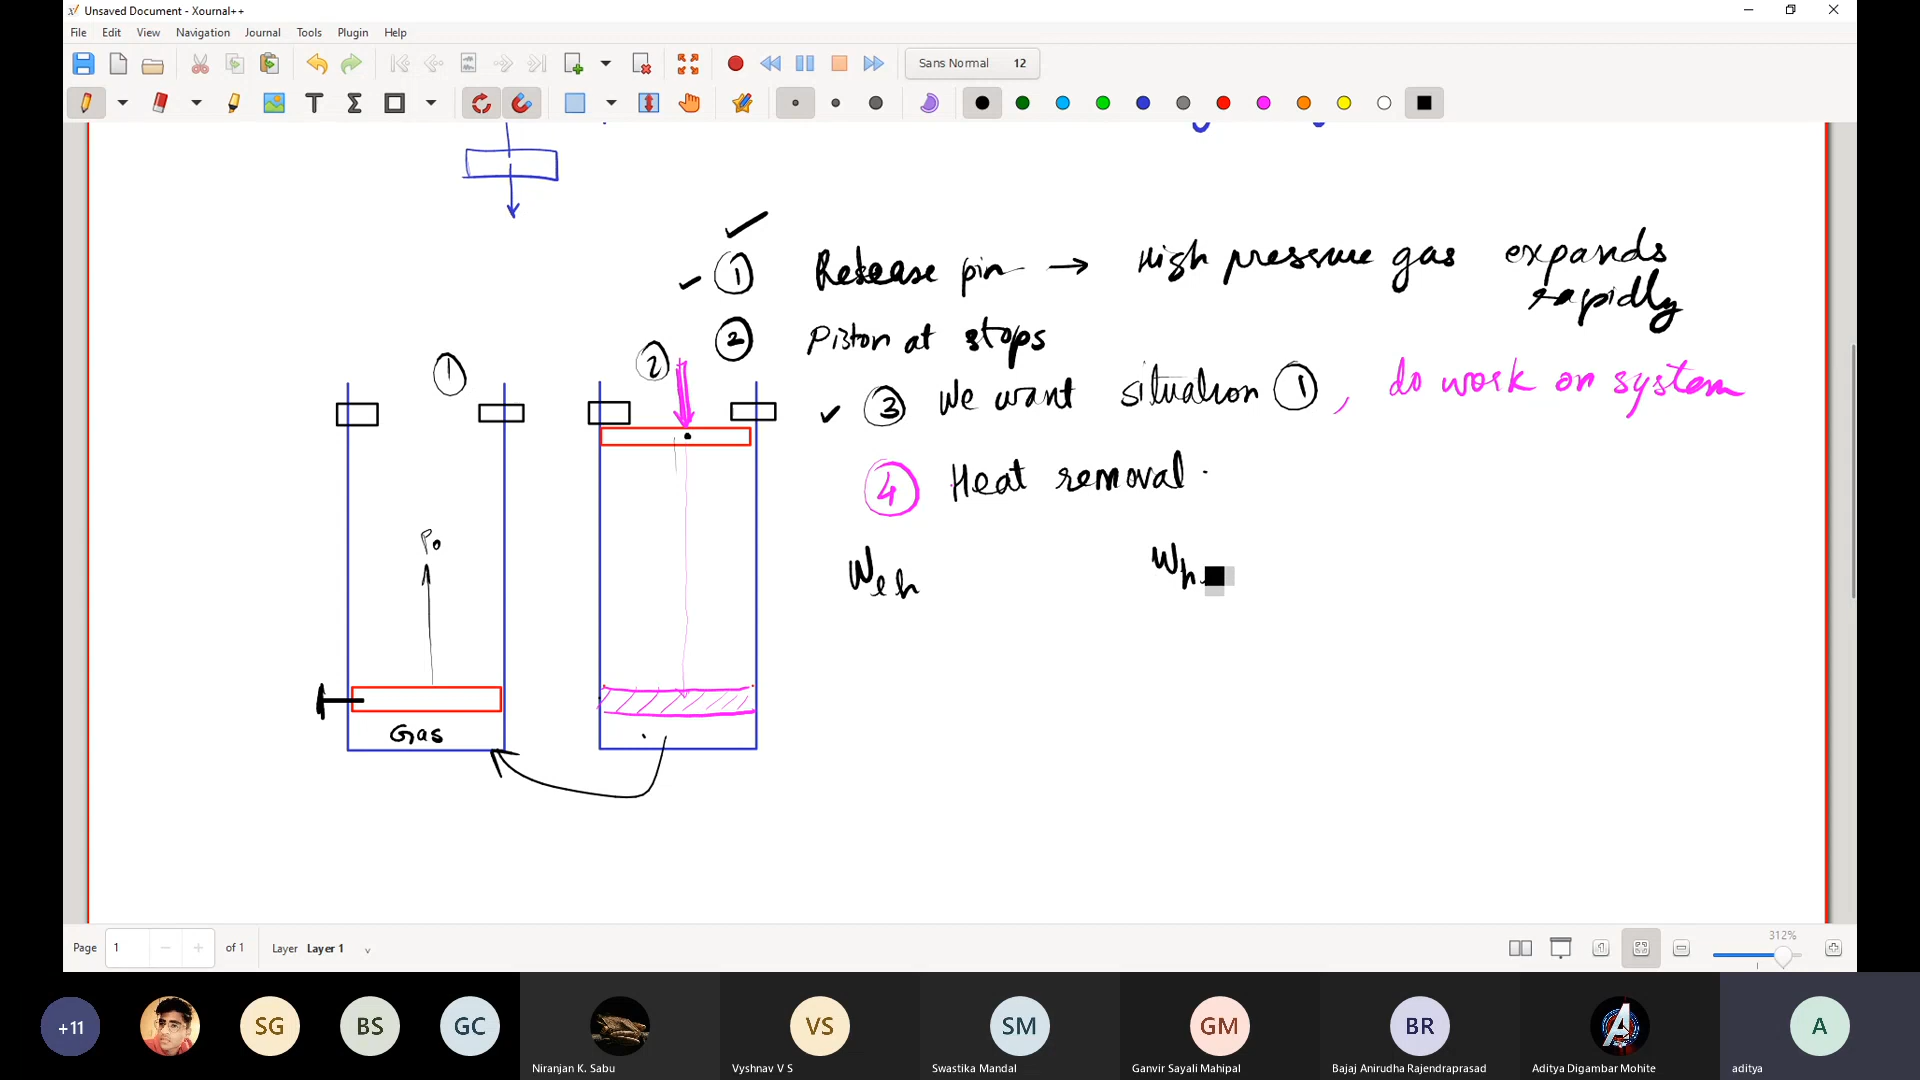 Unsaved Document - Xournal++
File Edit View Navigation Journal Tools Plugin Help
Sans Normal 12
① Release pin → High pressure gas expands
rapidly
② Piston at stops
③ We want situation ①, do work on system
④ Heat removal.
W
① ②
P₀
Gas
Page 1 of 1 Layer Layer 1 312%
+11 SG BS GC VS SM GM BR A
Niranjan K. Sabu Vyshnav V S Swastika Mandal Ganvir Sayali Mahipal Bajaj Anirudha Rajendraprasad Aditya Digambar Mohite aditya